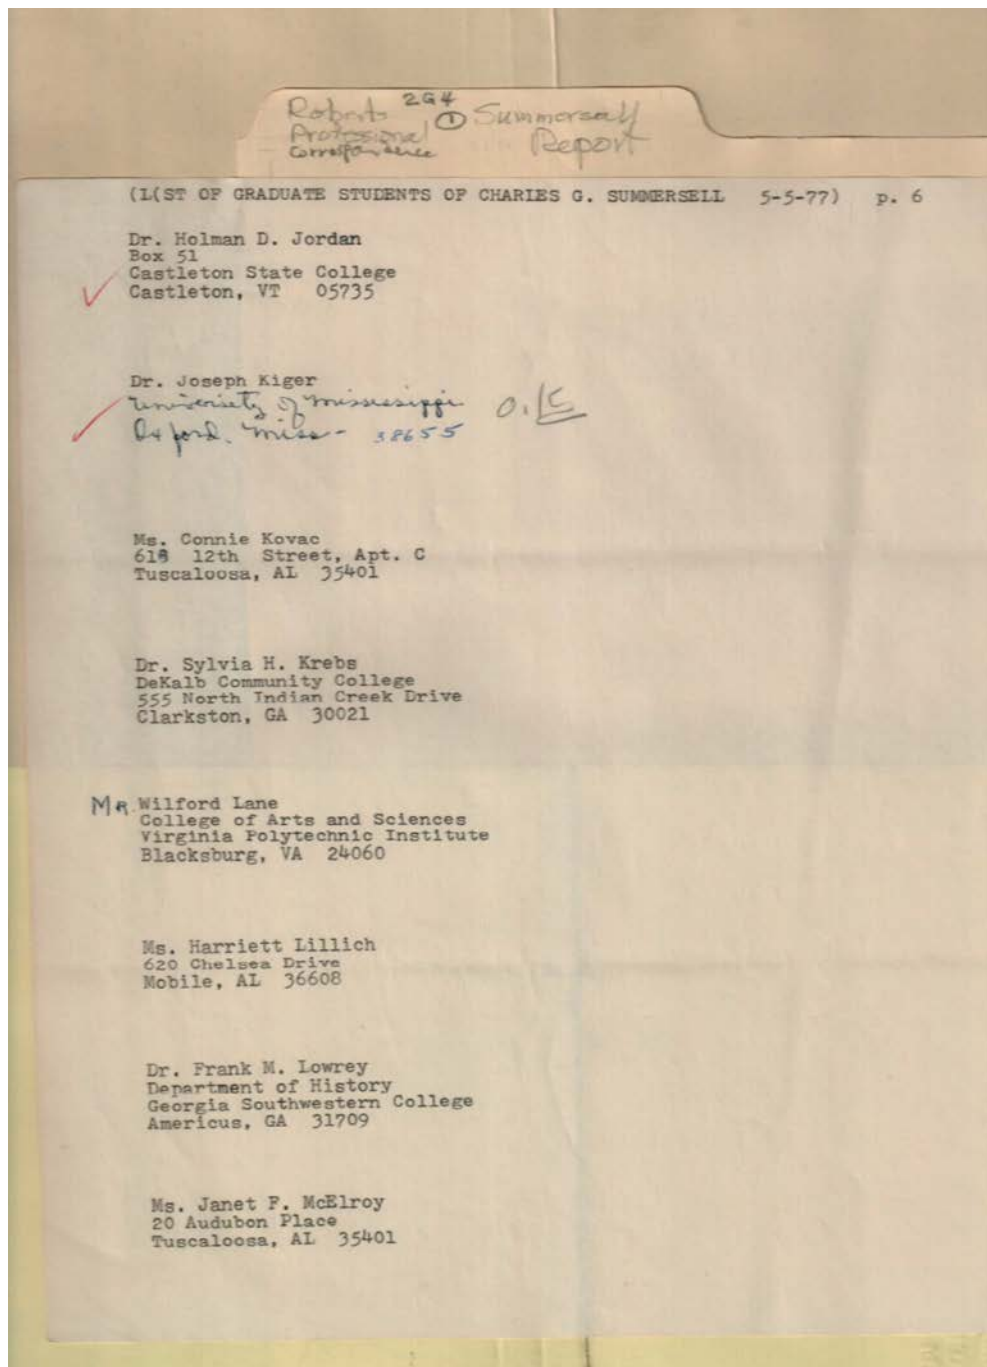 2G4
Roberts ① Summersell
Professional Report
Correspondence
(L(ST OF GRADUATE STUDENTS OF CHARLES G. SUMMERSELL 5-5-77) p. 6
Dr. Holman D. Jordan
Box 51
Castleton State College
Castleton, VT 05735
Dr. Joseph Kiger
University of Mississippi O.K
Oxford. Miss - 38655
Ms. Connie Kovac
618 12th Street, Apt. C
Tuscaloosa, AL 35401
Dr. Sylvia H. Krebs
DeKalb Community College
555 North Indian Creek Drive
Clarkston, GA 30021
MR. Wilford Lane
College of Arts and Sciences
Virginia Polytechnic Institute
Blacksburg, VA 24060
Ms. Harriett Lillich
620 Chelsea Drive
Mobile, AL 36608
Dr. Frank M. Lowrey
Department of History
Georgia Southwestern College
Americus, GA 31709
Ms. Janet F. McElroy
20 Audubon Place
Tuscaloosa, AL 35401